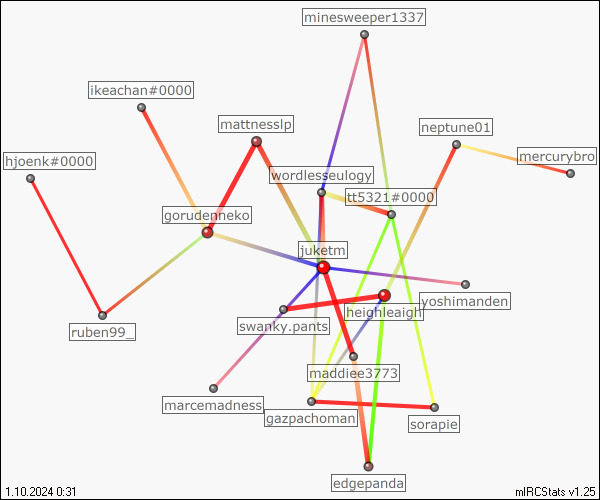 minesweeper1337
ikeachan#0000
mattnesslp
neptune01
hjoenk#0000
mercurybro
wordlesseulogy
tt5321#0000
gorudenneko
juketm
yoshimanden
heighleaigh
swanky.pants
ruben99_
maddiee3773
marcemadness
gazpachoman
sorapie
edgepanda
1.10.2024 0:31
mIRCStats v1.25